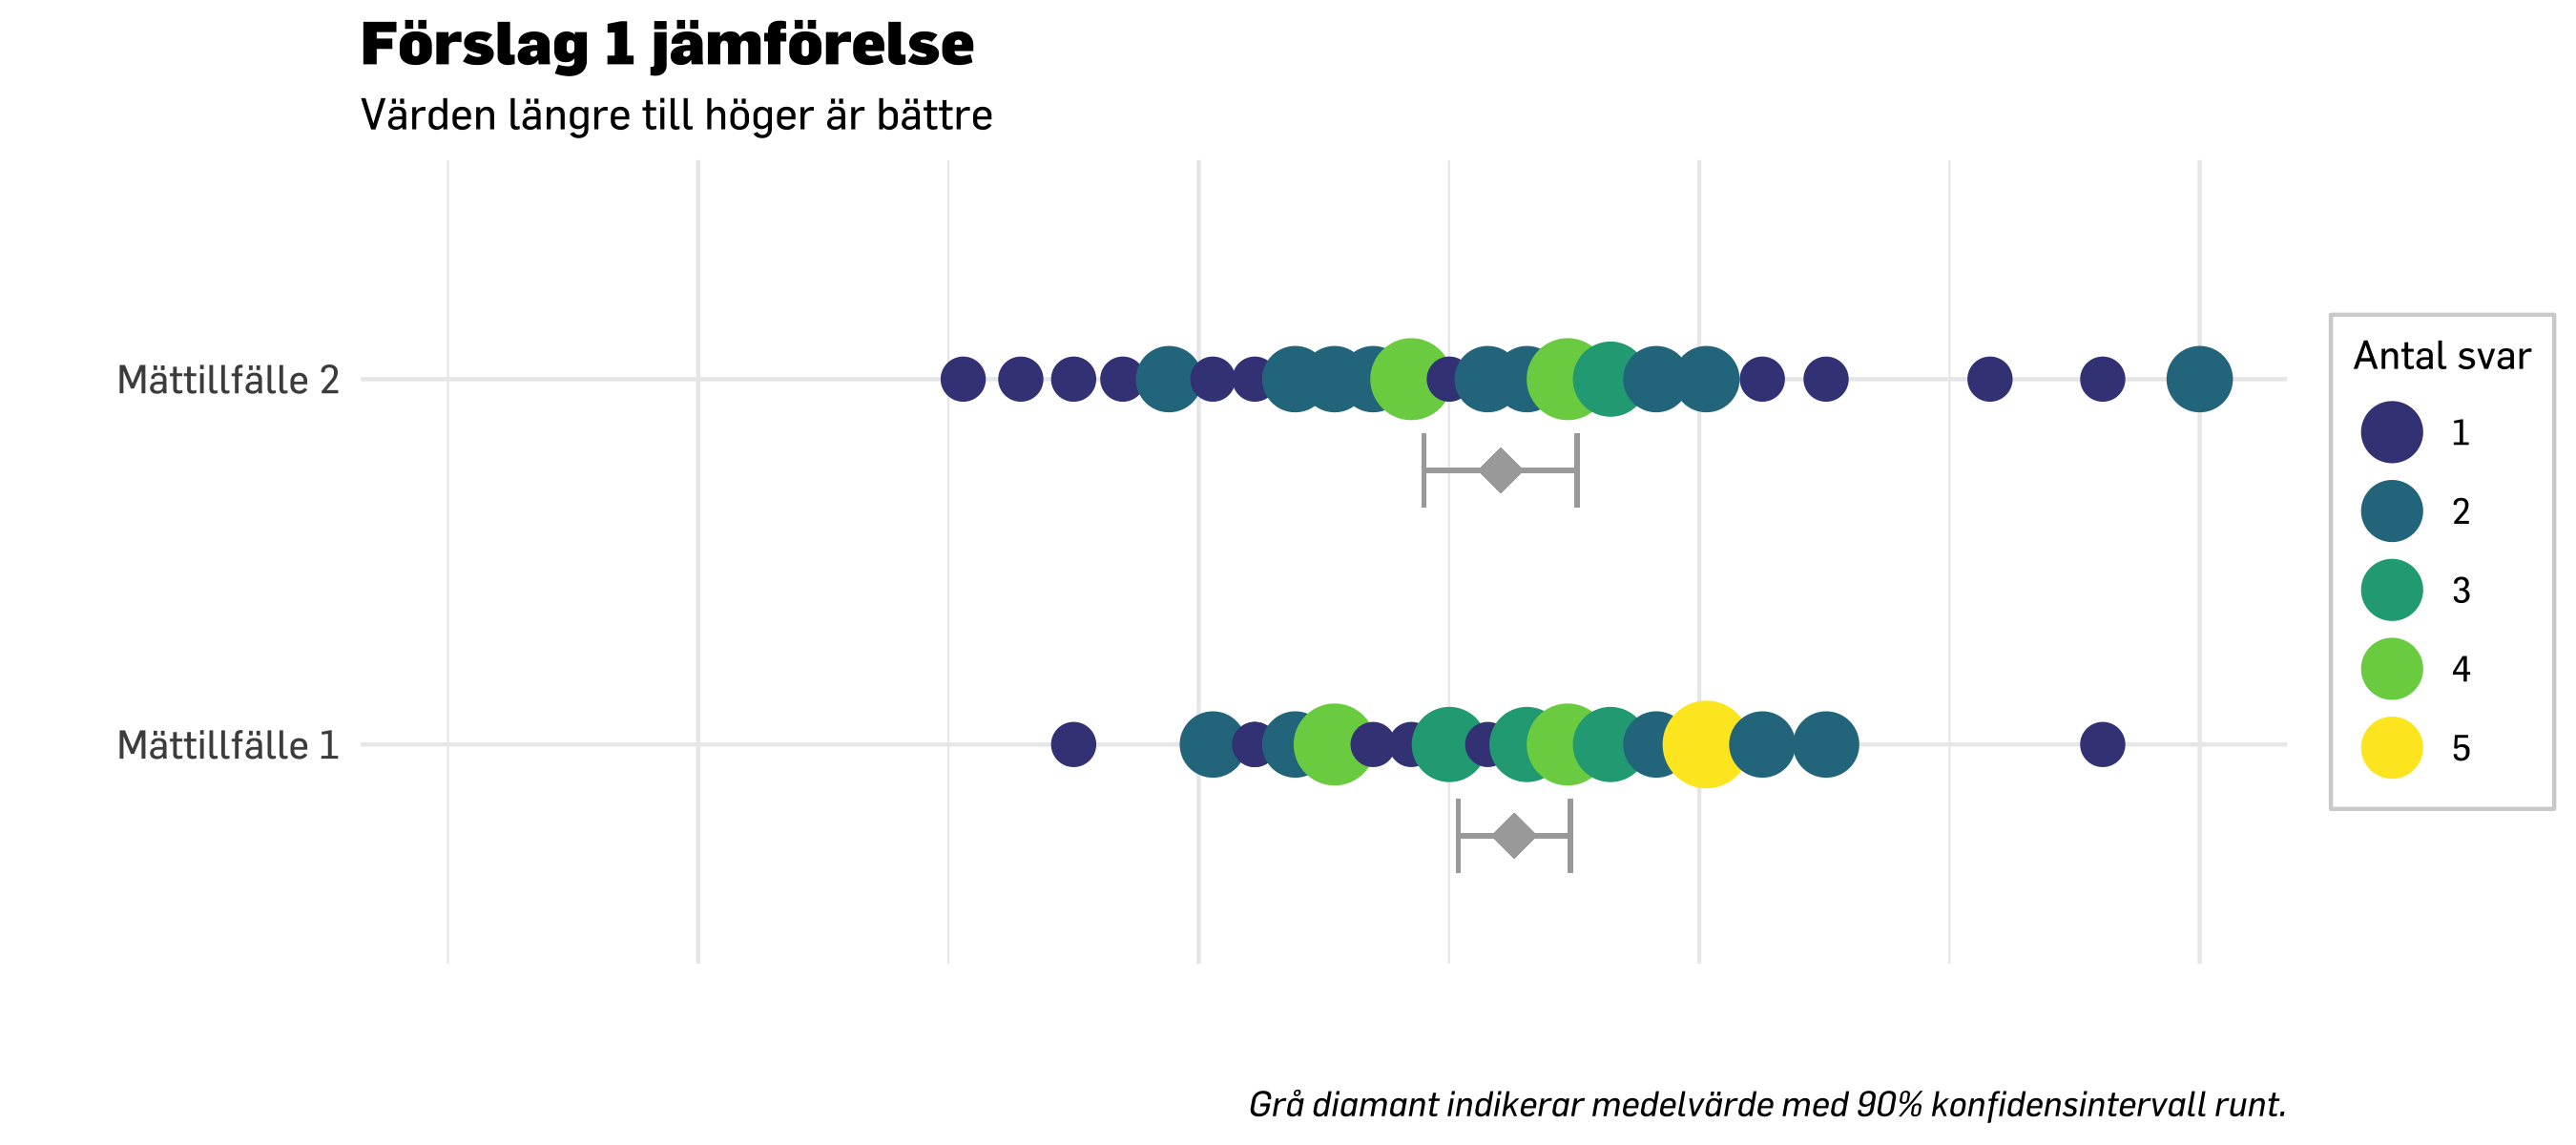 Förslag 1 jämförelse
Värden längre till höger är bättre
Mättillfälle 2
Mättillfälle 1
Antal svar
1
2
3
4
5
Grå diamant indikerar medelvärde med 90% konfidensintervall runt.